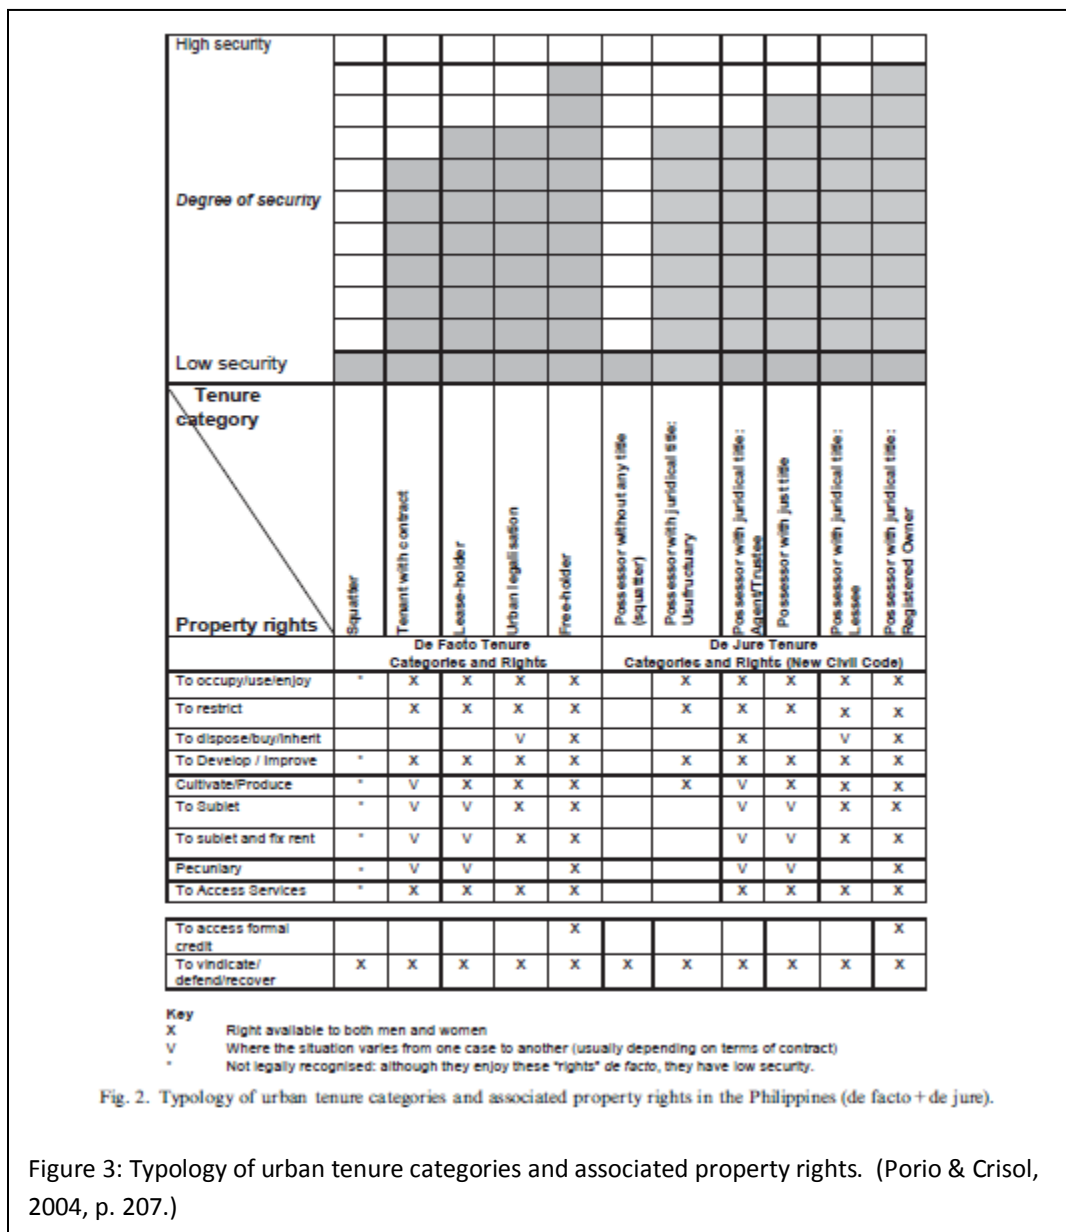 High security
Degree of security
Low security
Tenure
category
Property rights
Squatter
Tenant with contract
Lease-holder
Urban legalisation
Free-holder
Possessor without any title
(squatter)
Possessor with juridical title:
Usufructuary
Possessor with juridical title:
Agent/Trustee
Possessor with just title
Possessor with juridical title:
Lessee
Possessor with juridical title:
Registered Owner
De Facto Tenure
Categories and Rights
De Jure Tenure
Categories and Rights (New Civil Code)
To occupy/use/enjoy * X X X X X X X X X
To restrict X X X X X X X X X
To dispose/buy/inherit V X X V X
To Develop / Improve * X X X X X X X X X
Cultivate/Produce * V X X X X V X X X
To Sublet * V V X X V V X X
To sublet and fix rent * V V X X V V X X
Pecuniary * V V X V V X
To Access Services * X X X X X X X X
To access formal
credit X X
To vindicate/
defend/recover X X X X X X X X X X X
Key
X Right available to both men and women
V Where the situation varies from one case to another (usually depending on terms of contract)
* Not legally recognised: although they enjoy these "rights" de facto, they have low security.
Fig. 2. Typology of urban tenure categories and associated property rights in the Philippines (de facto + de jure).
Figure 3: Typology of urban tenure categories and associated property rights. (Porio & Crisol,
2004, p. 207.)